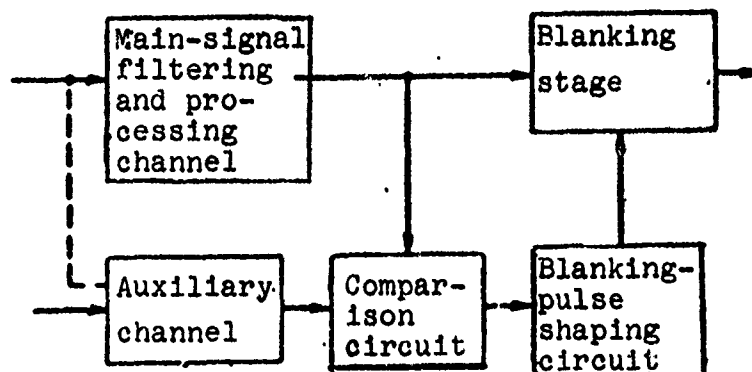 Main-signal
filtering
and pro-
cessing
channel
Blanking
stage
Auxiliary
channel
Compar-
ison
circuit
Blanking-
pulse
shaping
circuit